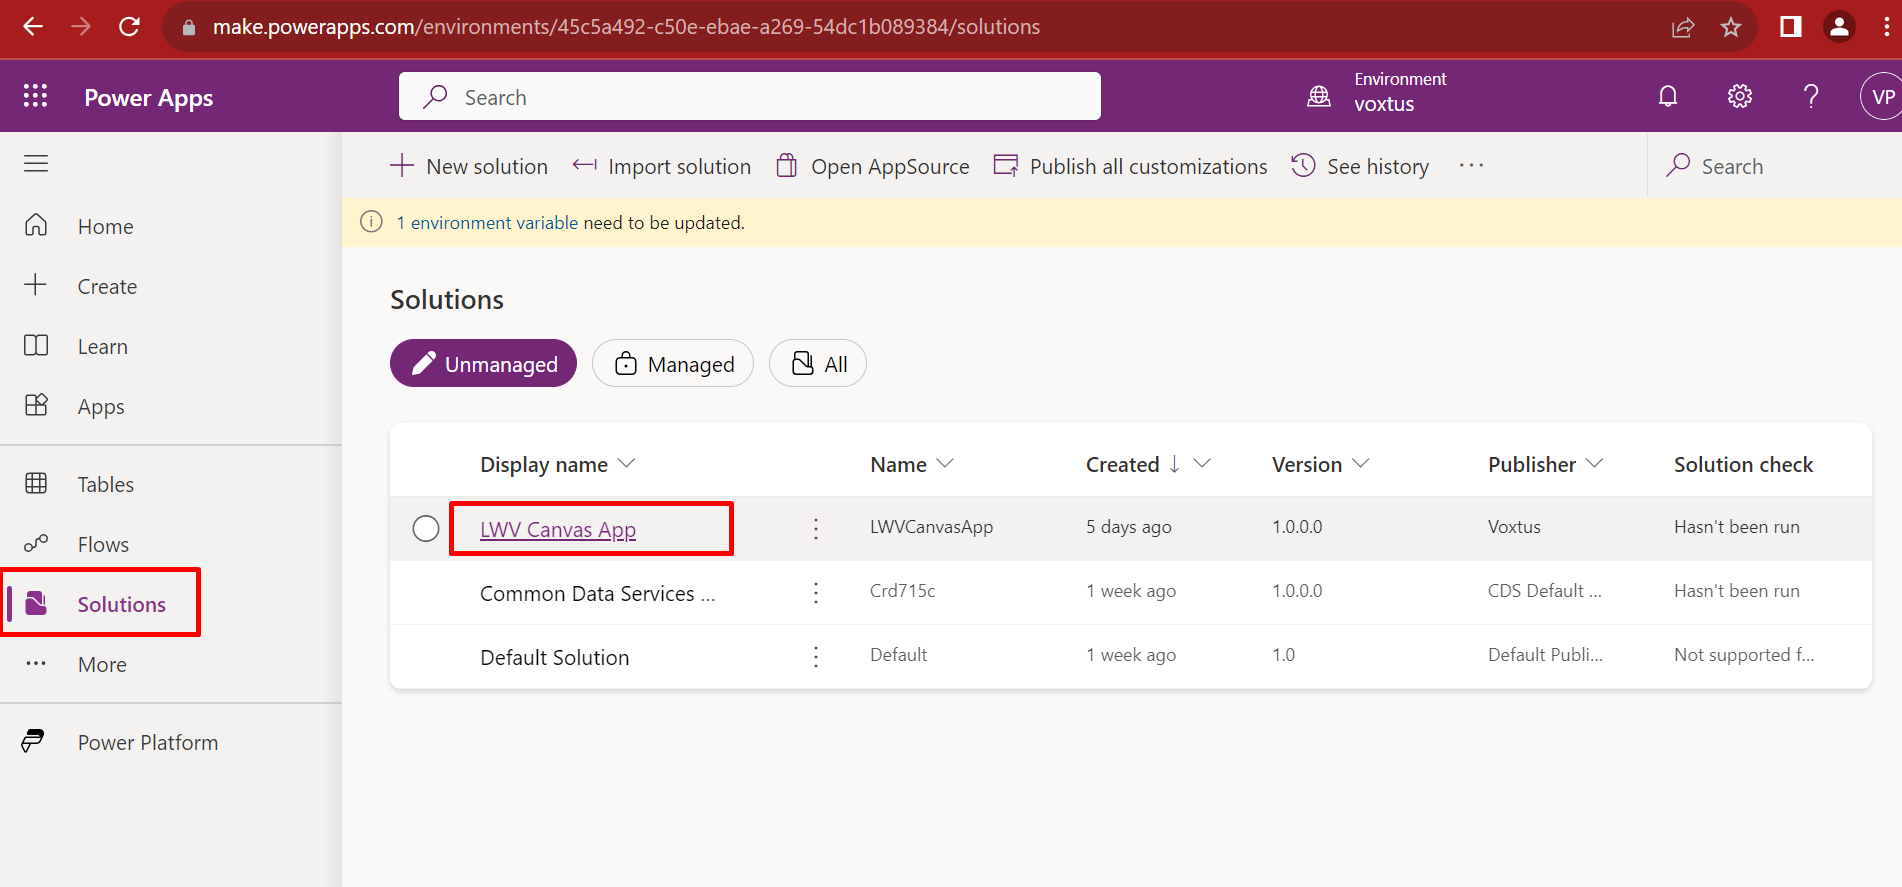 make.powerapps.com/environments/45c5a492-c50e-ebae-a269-54dc1b089384/solutions
Power Apps
Search
Environment
voxtus
VP
New solution
Import solution
Open AppSource
Publish all customizations
See history
Search
1 environment variable need to be updated.
Home
Create
Learn
Apps
Tables
Flows
Solutions
More
Power Platform
Solutions
Unmanaged
Managed
All
Display name Name Created Version Publisher Solution check
LWV Canvas App LWVCanvasApp 5 days ago 1.0.0.0 Voxtus Hasn't been run
Common Data Services ... Crd715c 1 week ago 1.0.0.0 CDS Default ... Hasn't been run
Default Solution Default 1 week ago 1.0 Default Publi... Not supported f...